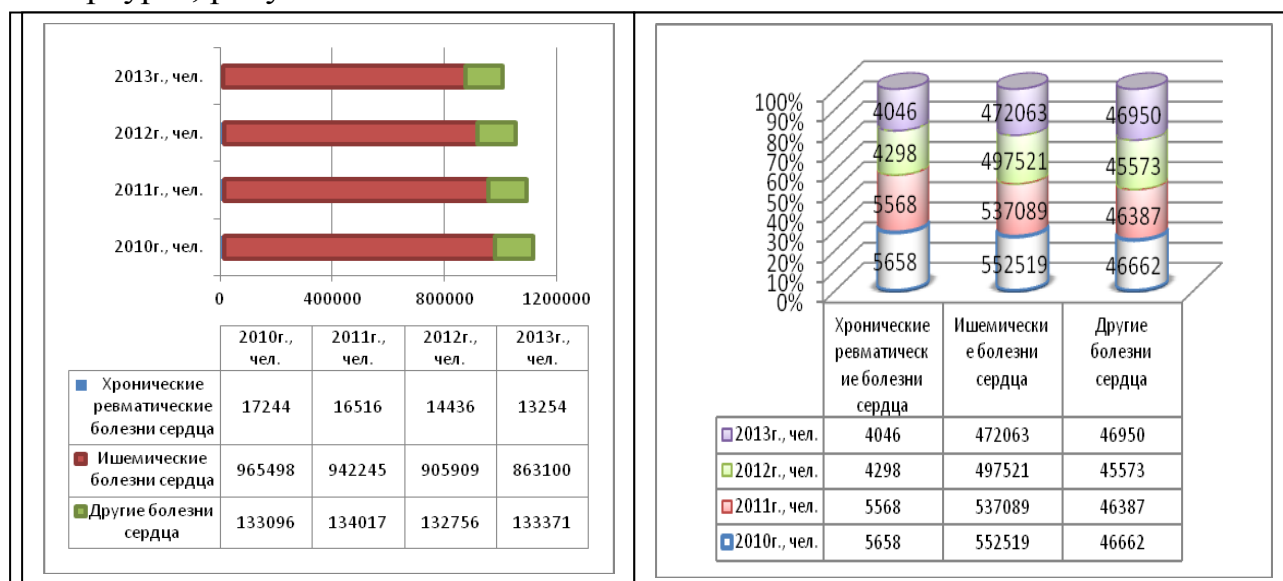 2013г., чел.
2012г., чел.
2011г., чел.
2010г., чел.
0 400000 800000 1200000
2010г., чел. 2011г., чел. 2012г., чел. 2013г., чел.
Хронические
ревматические
болезни сердца
17244 16516 14436 13254
Ишемические
болезни сердца
965498 942245 905909 863100
Другие болезни
сердца
133096 134017 132756 133371
100%
90%
80%
70%
60%
50%
40%
30%
20%
10%
0%
4046 472063 46950
4298 497521 45573
5568 537089 46387
5658 552519 46662
Хронические
ревматическ
ие болезни
сердца
Ишемически
е болезни
сердца
Другие
болезни
сердца
2013г., чел. 4046 472063 46950
2012г., чел. 4298 497521 45573
2011г., чел. 5568 537089 46387
2010г., чел. 5658 552519 46662